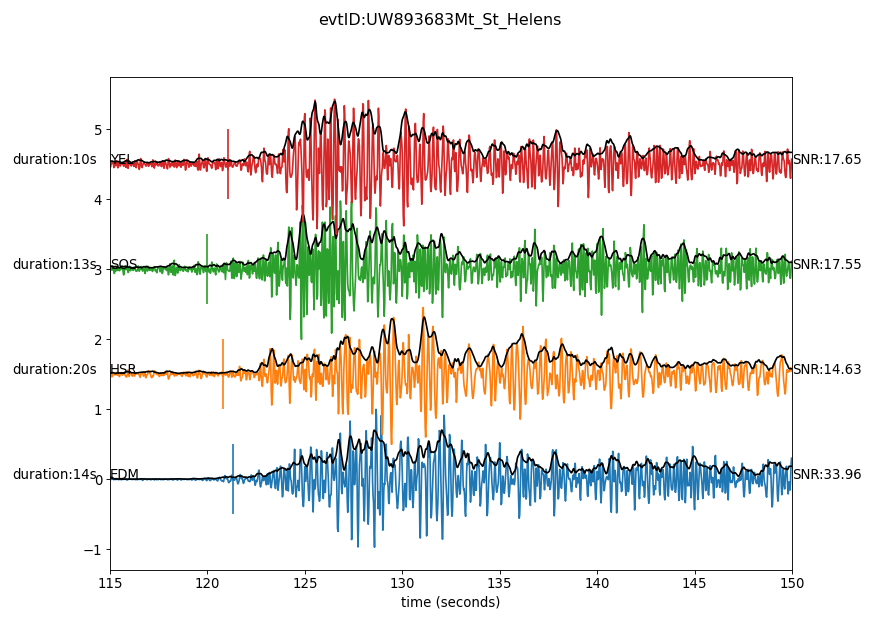 evtID:UW893683Mt_St_Helens
5
duration:10s YEL SNR:17.65
4
duration:13s SOS SNR:17.55
3
2
duration:20s HSR SNR:14.63
1
duration:14s EDM SNR:33.96
0
−1
115 120 125 130 135 140 145 150
time (seconds)